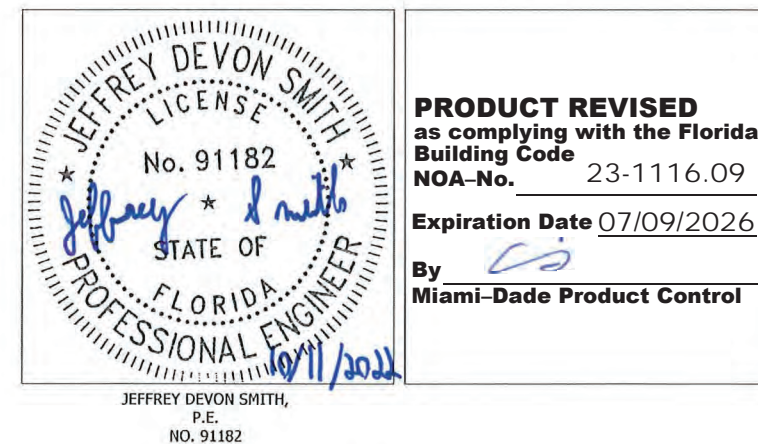 JEFFREY DEVON SMITH
LICENSE
No. 91182
Jeffrey Smith
STATE OF
FLORIDA
PROFESSIONAL ENGINEER
10/11/2022
JEFFREY DEVON SMITH,
P.E.
NO. 91182
PRODUCT REVISED
as complying with the Florida
Building Code
NOA–No. 23-1116.09
Expiration Date 07/09/2026
By
Miami–Dade Product Control